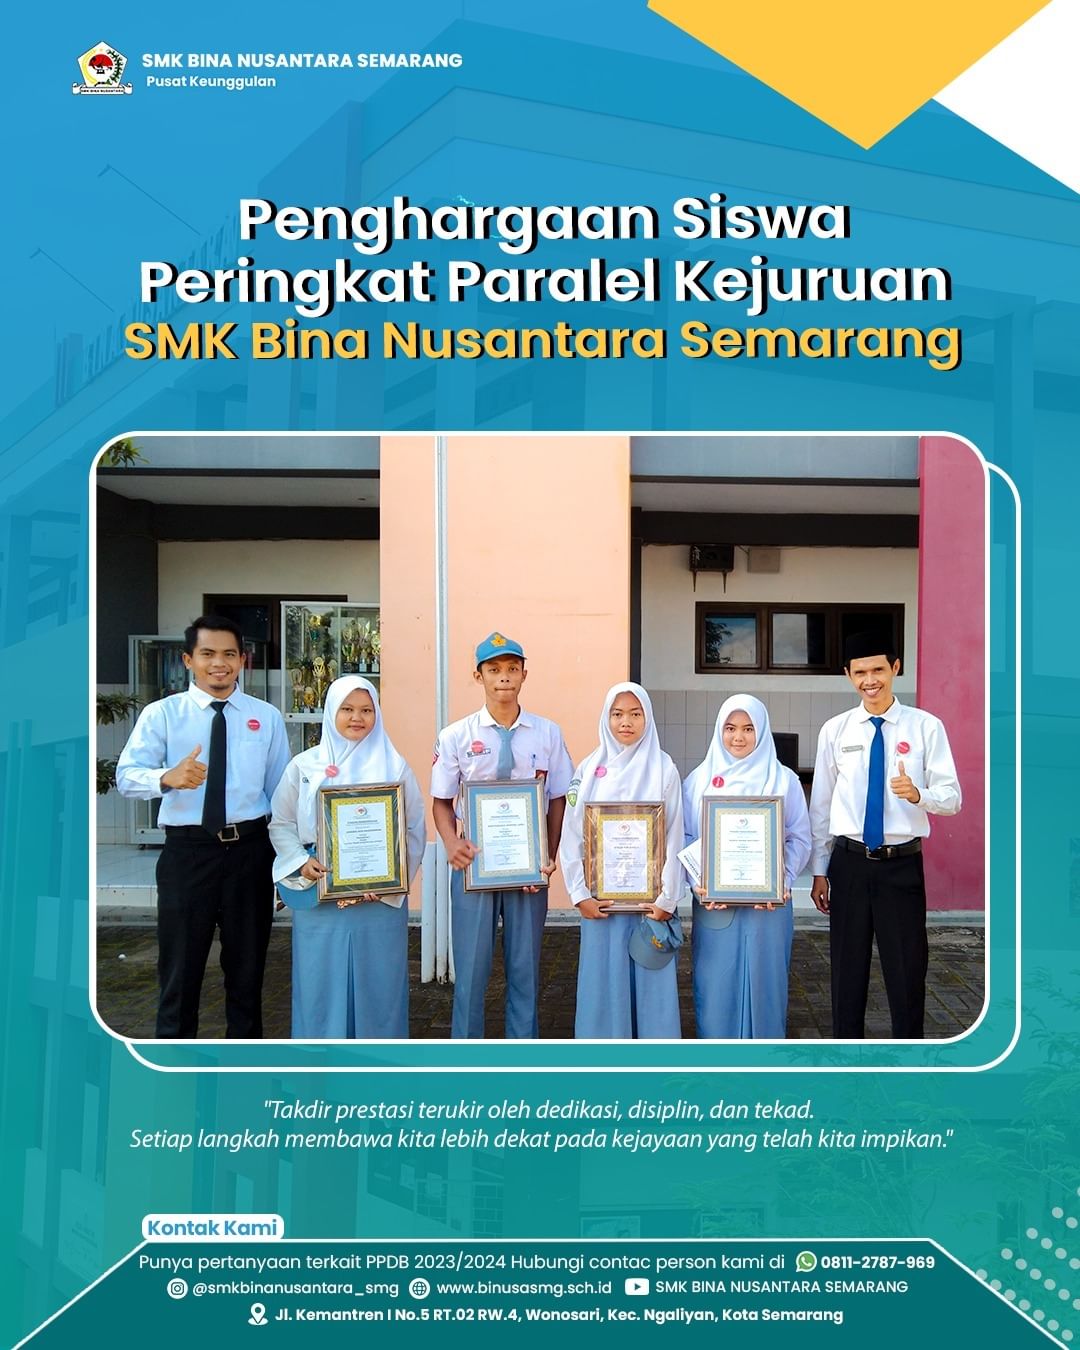 SMK BINA NUSANTARA SEMARANG
Pusat Keunggulan
SMK BINA NUSANTARA
Penghargaan Siswa
Peringkat Paralel Kejuruan
SMK Bina Nusantara Semarang
"Takdir prestasi terukir oleh dedikasi, disiplin, dan tekad.
Setiap langkah membawa kita lebih dekat pada kejayaan yang telah kita impikan."
Kontak Kami
Punya pertanyaan terkait PPDB 2023/2024 Hubungi contac person kami di 0811-2787-969
@smkbinanusantara_smg www.binusasmg.sch.id SMK BINA NUSANTARA SEMARANG
Jl. Kemantren I No.5 RT.02 RW.4, Wonosari, Kec. Ngaliyan, Kota Semarang